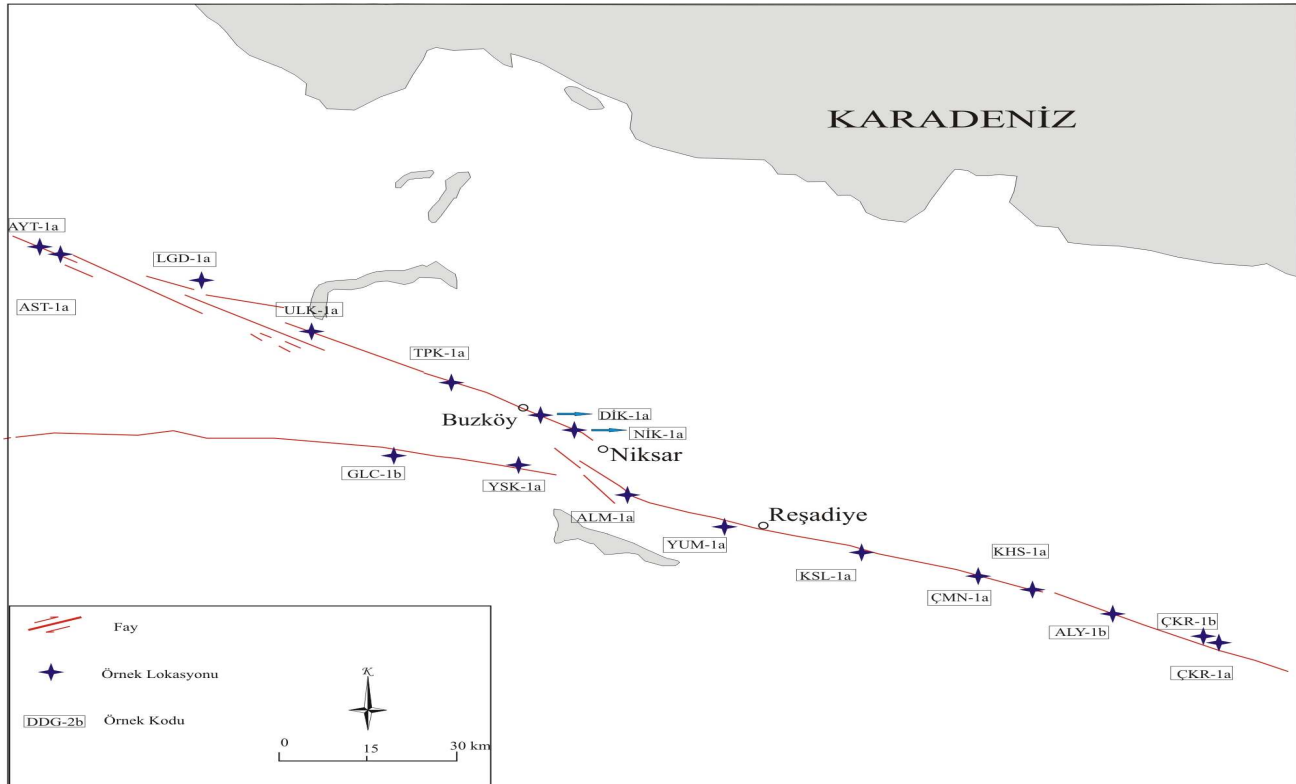 KARADENİZ
AYT-1a
LGD-1a
AST-1a
ULK-1a
TPK-1a
Buzköy
DİK-1a
NİK-1a
Niksar
GLC-1b
YSK-1a
ALM-1a
Reşadiye
YUM-1a
KHS-1a
KSL-1a
ÇMN-1a
ÇKR-1b
ALY-1b
ÇKR-1a
Fay
Örnek Lokasyonu
DDG-2b Örnek Kodu
K
0 15 30 km